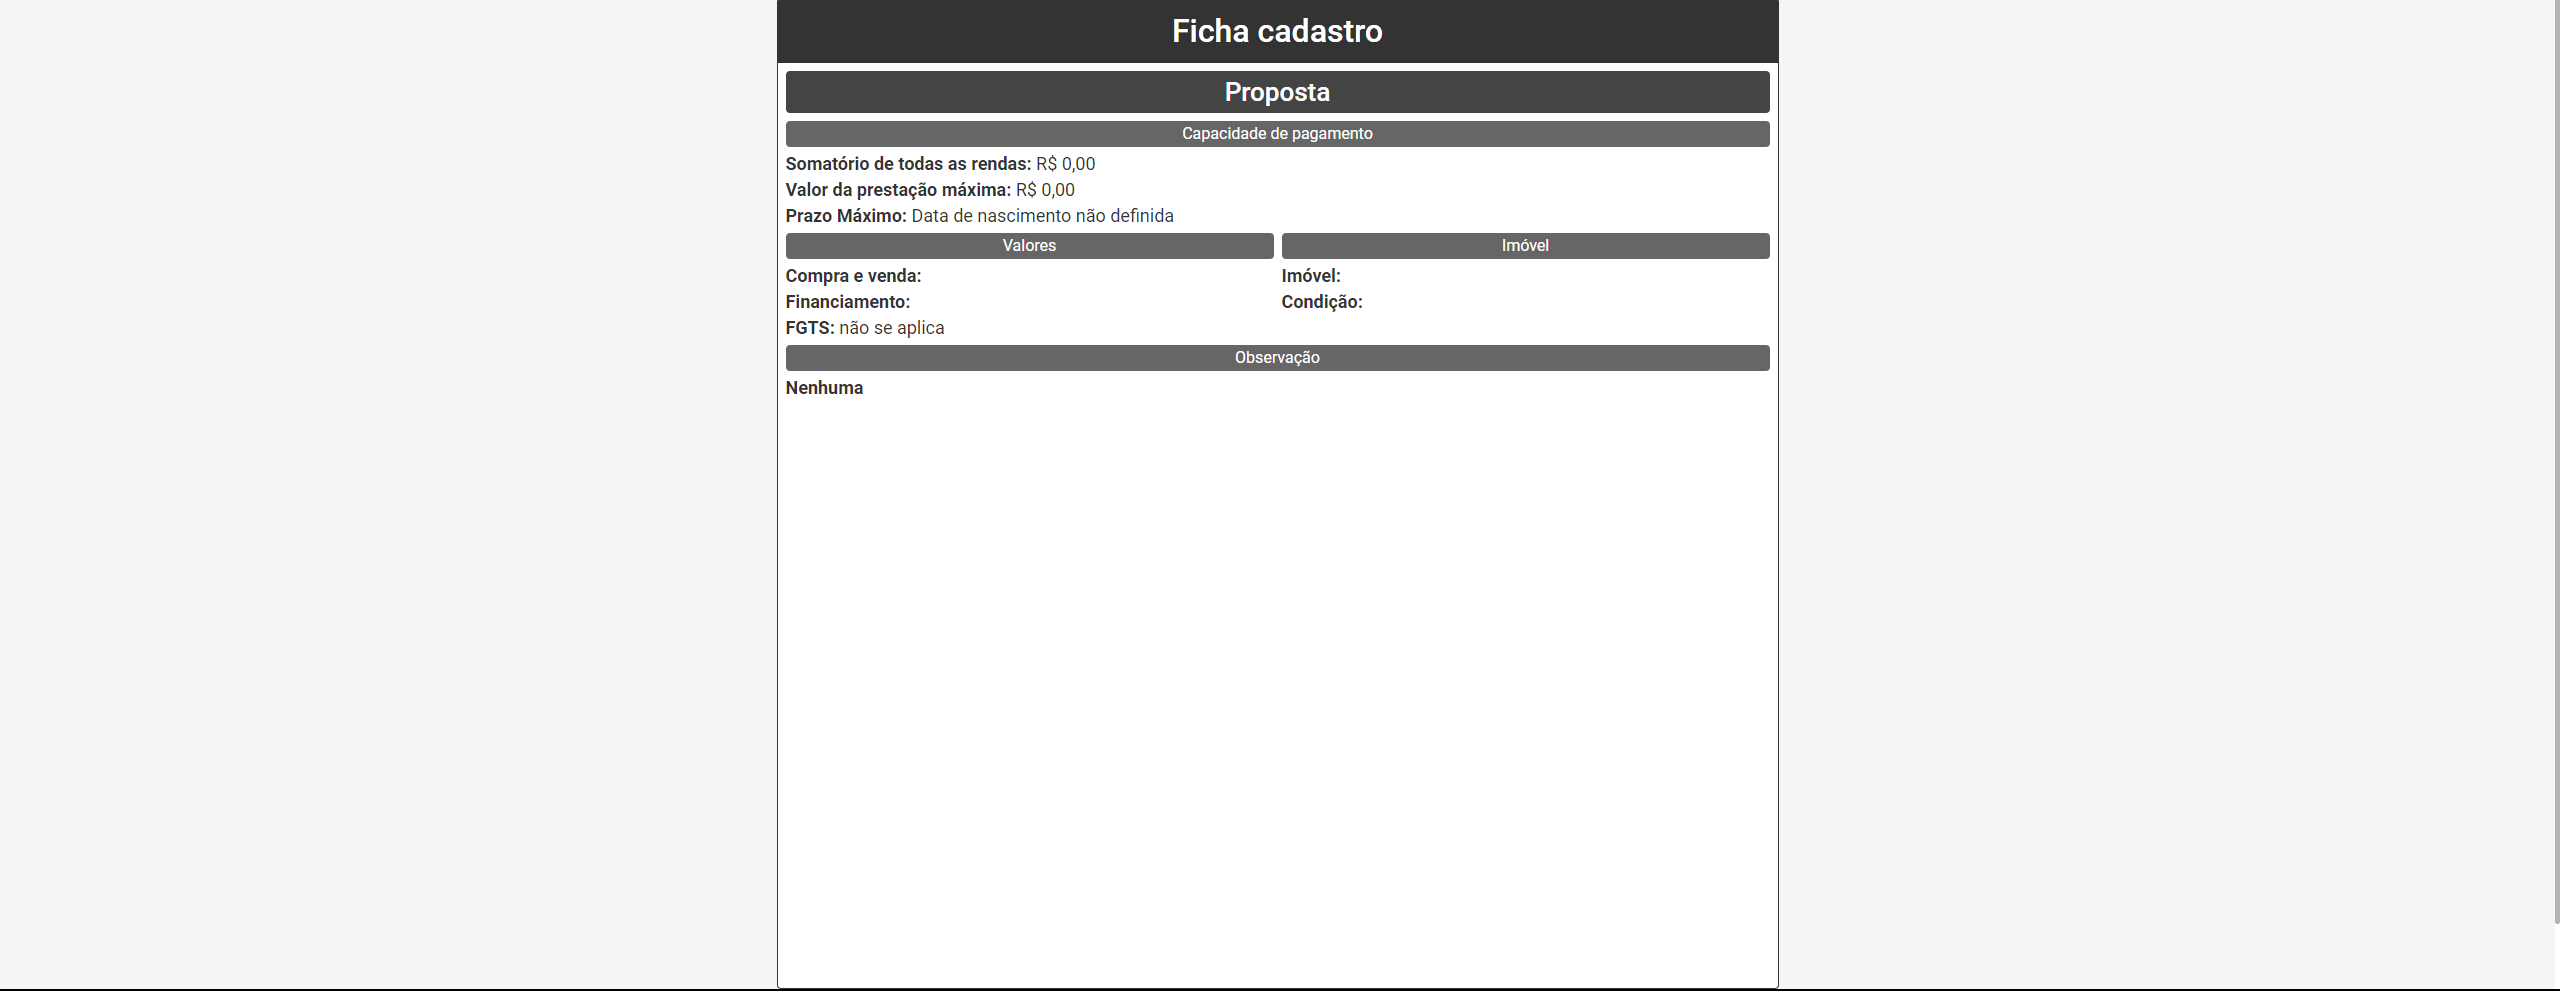 Ficha cadastro
Proposta
Capacidade de pagamento
Somatório de todas as rendas: R$ 0,00
Valor da prestação máxima: R$ 0,00
Prazo Máximo: Data de nascimento não definida
Valores
Compra e venda:
Financiamento:
FGTS: não se aplica
Imóvel
Imóvel:
Condição:
Observação
Nenhuma